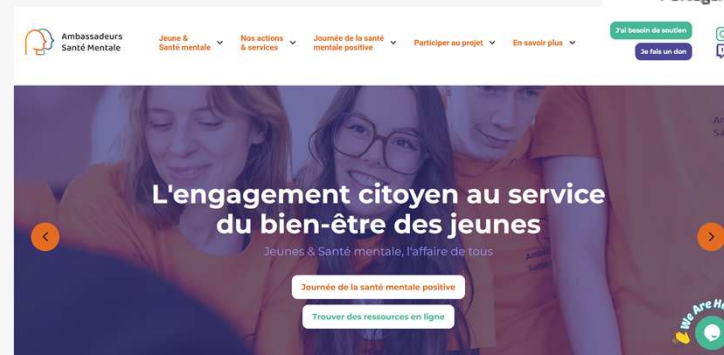 Ambassadeurs
Santé Mentale
Jeune &
Santé mentale
Nos actions
& services
Journée de la santé
mentale positive
Participer au projet
En savoir plus
J'ai besoin de soutien
Je fais un don
L'engagement citoyen au service
du bien-être des jeunes
Jeunes & Santé mentale, l'affaire de tous
Journée de la santé mentale positive
Trouver des ressources en ligne